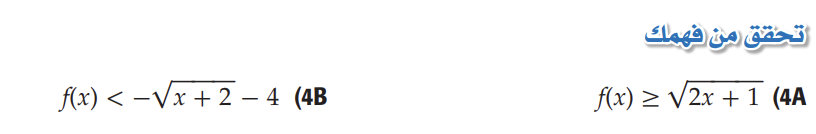 تحقق من فهمك
(4A f(x) ≥ √(2x + 1)
(4B f(x) < −√(x + 2) − 4